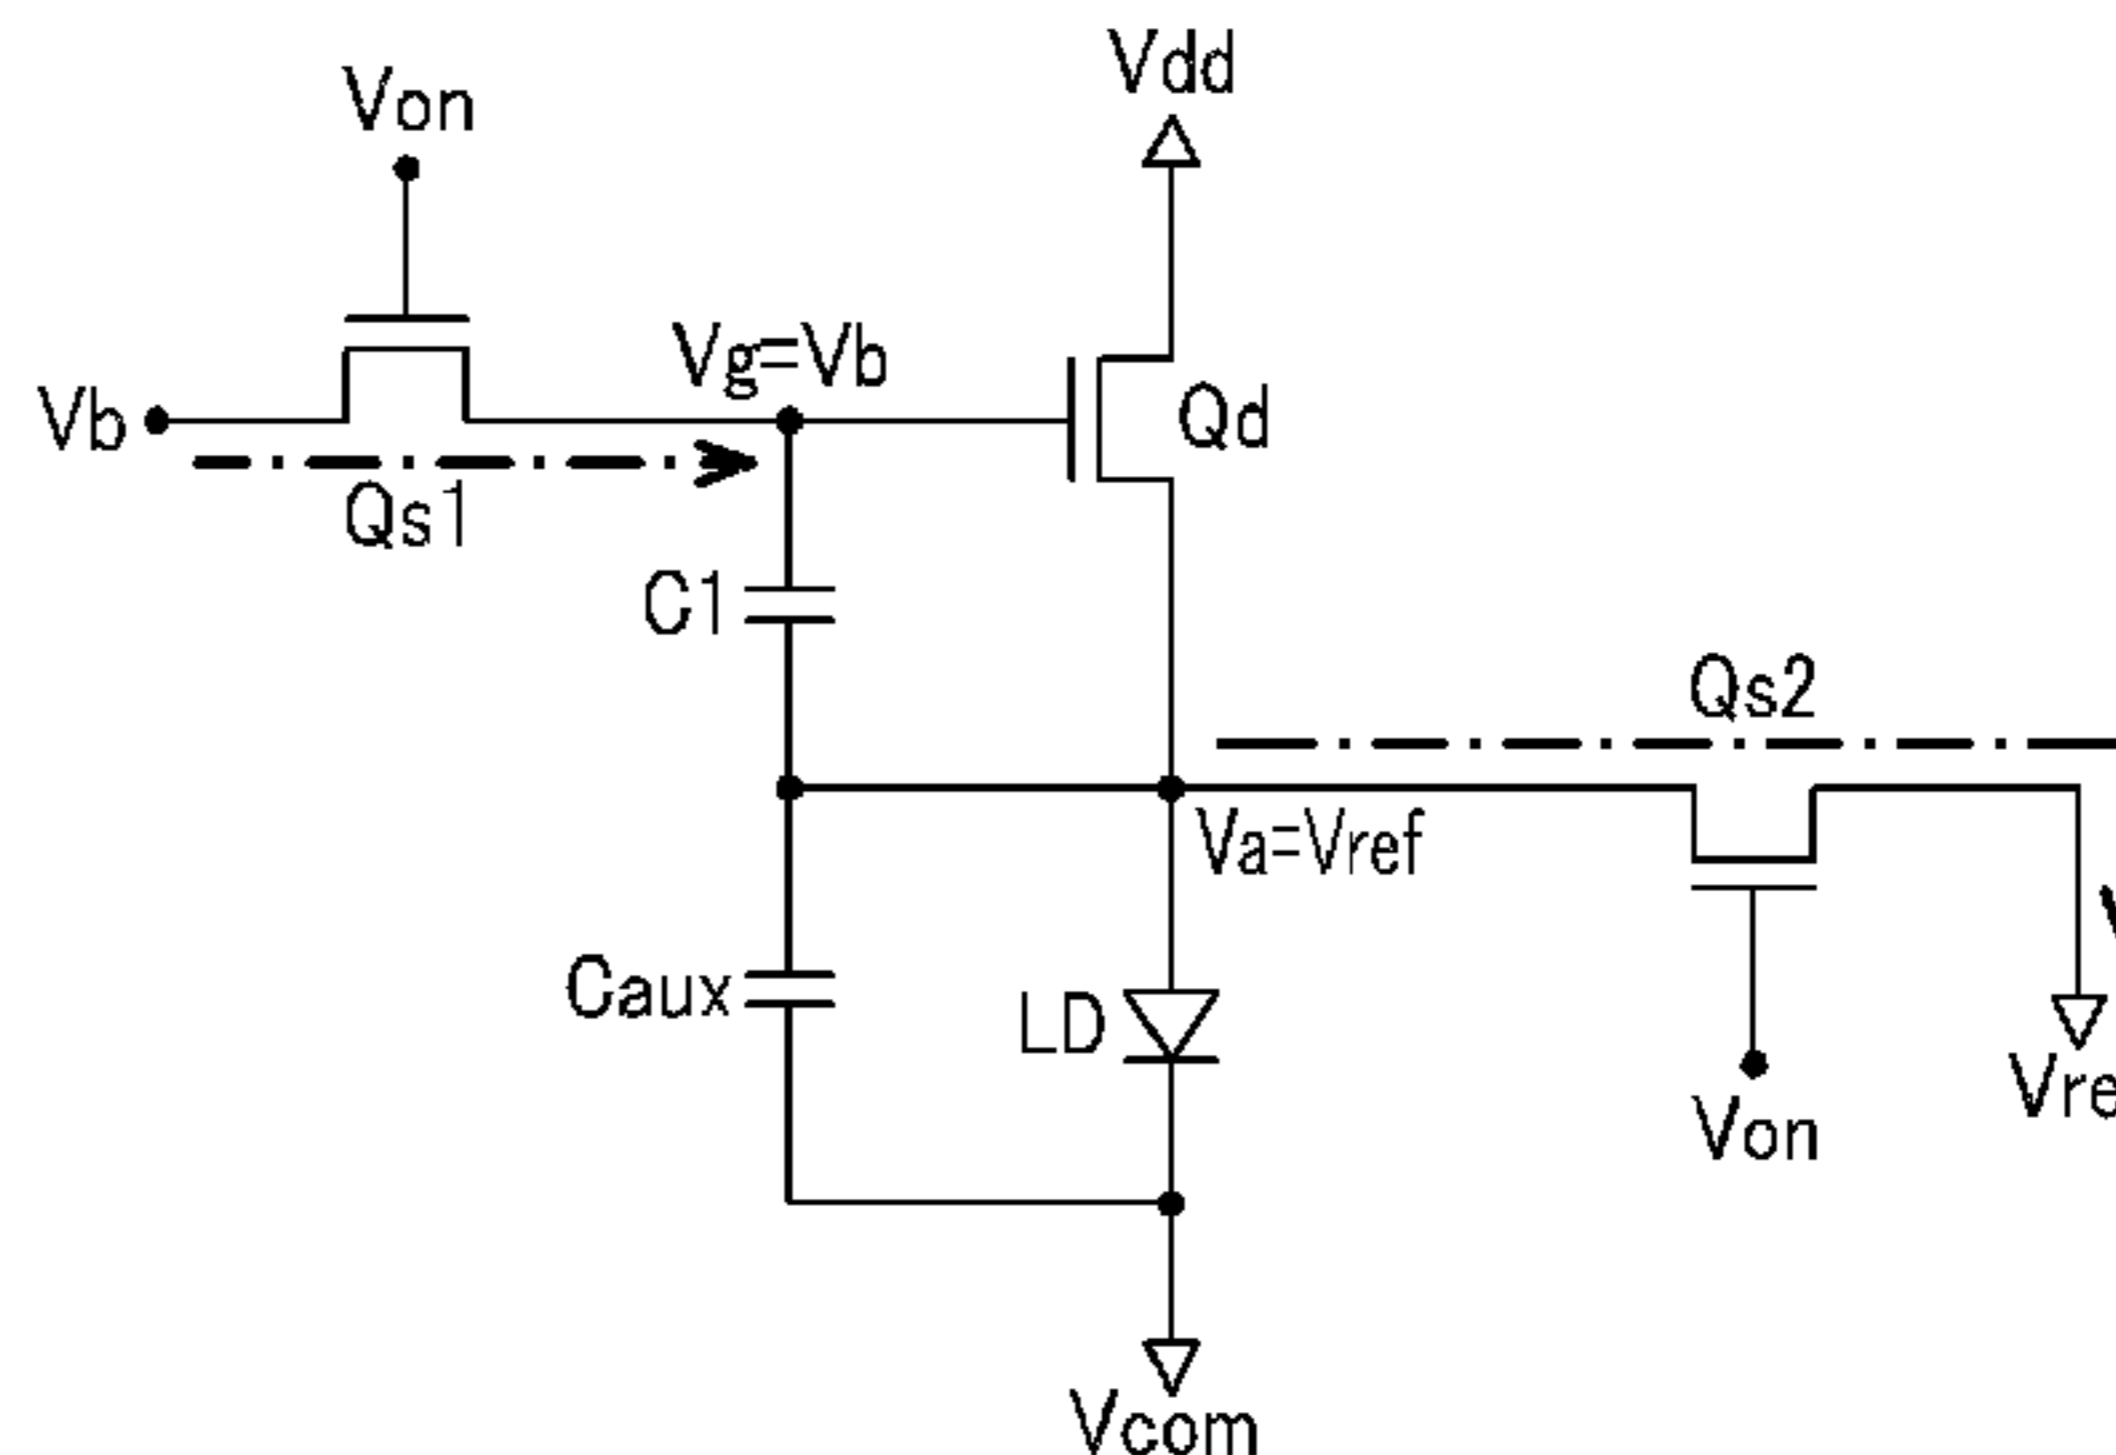 Vdd
Von
Vg=Vb
Vb
Qd
Qs1
C1
Qs2
Va=Vref
Caux
LD
Von
Vcom